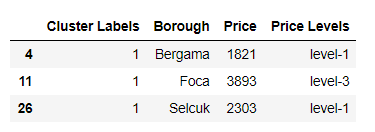 Cluster Labels Borough Price Price Levels
4 1 Bergama 1821 level-1
11 1 Foca 3893 level-3
26 1 Selcuk 2303 level-1